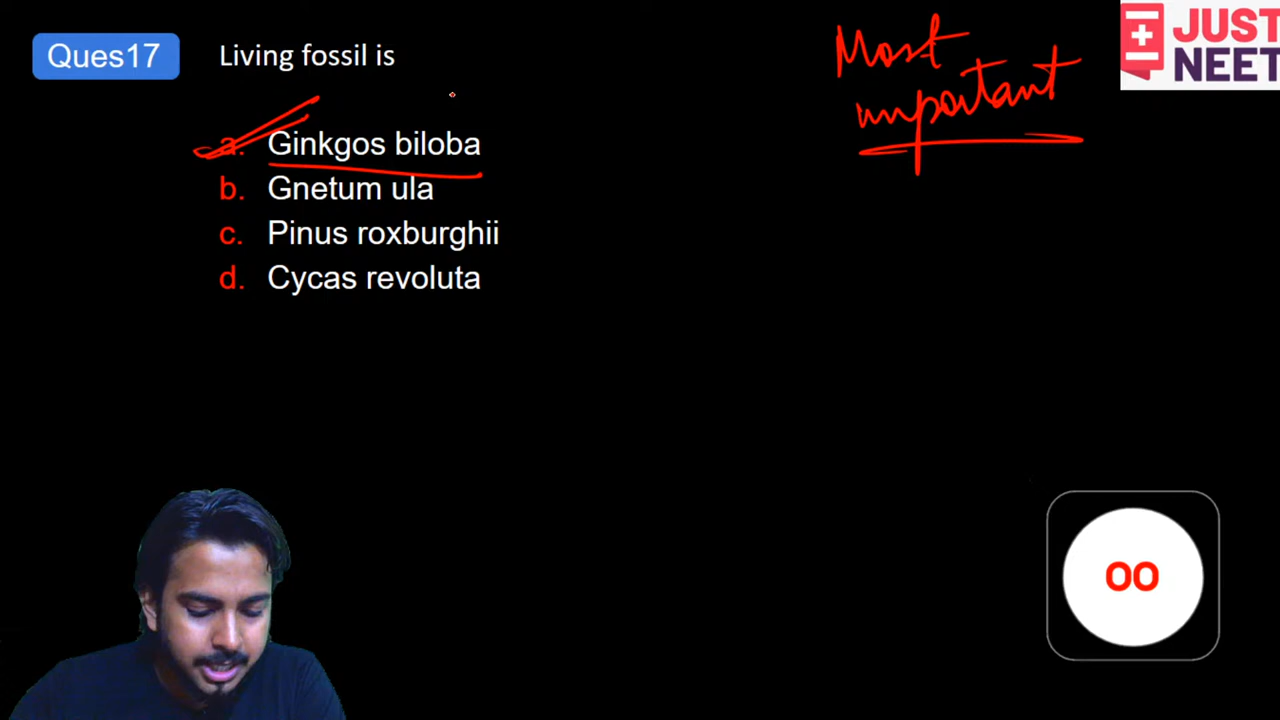 Ques17
Living fossil is
Most
important
JUST
NEET
a. Ginkgos biloba
b. Gnetum ula
c. Pinus roxburghii
d. Cycas revoluta
00